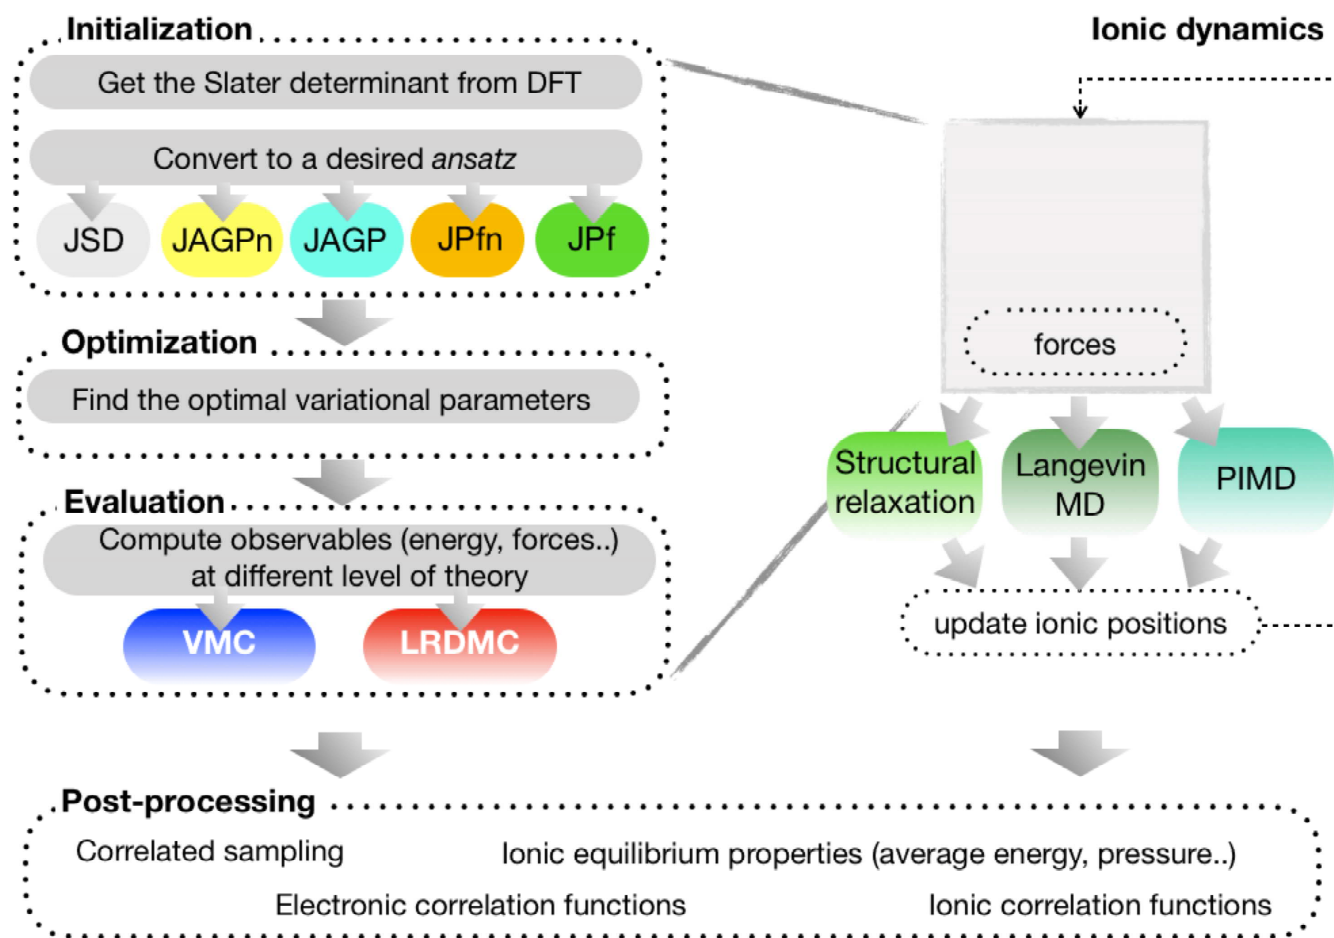 Initialization
Get the Slater determinant from DFT
Convert to a desired ansatz
JSD
JAGPn
JAGP
JPfn
JPf
Optimization
Find the optimal variational parameters
Evaluation
Compute observables (energy, forces..)
at different level of theory
VMC
LRDMC
Ionic dynamics
forces
Structural
relaxation
Langevin
MD
PIMD
update ionic positions
Post-processing
Correlated sampling
Ionic equilibrium properties (average energy, pressure..)
Electronic correlation functions
Ionic correlation functions